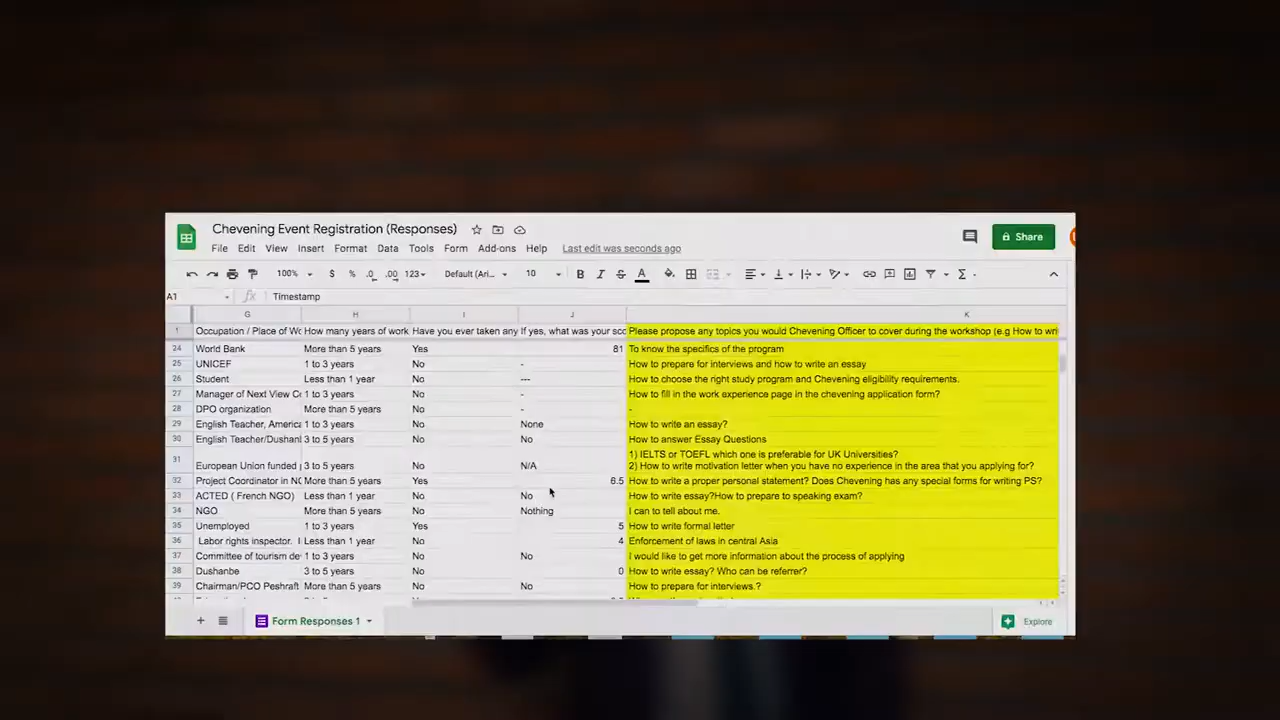 Chevening Event Registration (Responses)
File Edit View Insert Format Data Tools Form Add-ons Help Last edit was seconds ago
Share
100% $ % .0 .00 123 Default (Ari... 10 B I S A Σ
A1 fx Timestamp
G H I J K
1 Occupation / Place of Wo How many years of work Have you ever taken any If yes, what was your sco Please propose any topics you would Chevening Officer to cover during the workshop (e.g How to wri
24 World Bank More than 5 years Yes 81 To know the specifics of the program
25 UNICEF 1 to 3 years No - How to prepare for interviews and how to write an essay
26 Student Less than 1 year No --- How to choose the right study program and Chevening eligibility requirements.
27 Manager of Next View Co 1 to 3 years No - How to fill in the work experience page in the chevening application form?
28 DPO organization More than 5 years No - -
29 English Teacher, America 1 to 3 years No None How to write an essay?
30 English Teacher/Dushanl 3 to 5 years No No How to answer Essay Questions
1) IELTS or TOEFL which one is preferable for UK Universities?
31 European Union funded 3 to 5 years No N/A 2) How to write motivation letter when you have no experience in the area that you applying for?
32 Project Coordinator in NG More than 5 years Yes 6.5 How to write a proper personal statement? Does Chevening has any special forms for writing PS?
33 ACTED ( French NGO) Less than 1 year No No How to write essay?How to prepare to speaking exam?
34 NGO More than 5 years No Nothing I can to tell about me.
35 Unemployed 1 to 3 years Yes 5 How to write formal letter
36 Labor rights inspector. Less than 1 year No 4 Enforcement of laws in central Asia
37 Committee of tourism de 1 to 3 years No No I would like to get more information about the process of applying
38 Dushanbe 3 to 5 years No 0 How to write essay? Who can be referrer?
39 Chairman/PCO Peshraft More than 5 years No No How to prepare for interviews.?
+ Form Responses 1 Explore